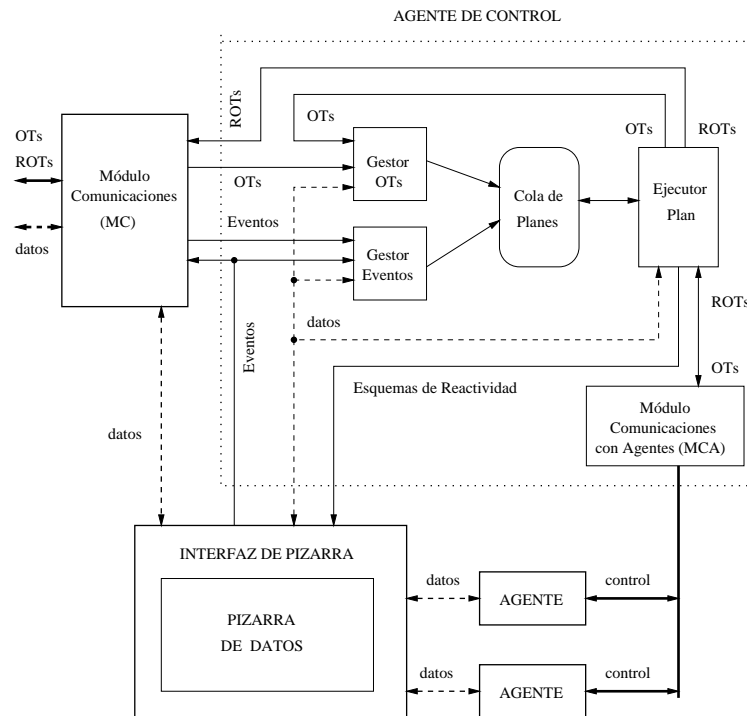 AGENTE DE CONTROL
ROTs
OTs
OTs
ROTs
OTs
ROTs
datos
Módulo
Comunicaciones
(MC)
OTs
Eventos
Gestor
OTs
Gestor
Eventos
Cola de
Planes
Ejecutor
Plan
datos
Eventos
ROTs
OTs
Esquemas de Reactividad
datos
Módulo
Comunicaciones
con Agentes (MCA)
INTERFAZ DE PIZARRA
PIZARRA
DE DATOS
datos
AGENTE
control
datos
AGENTE
control